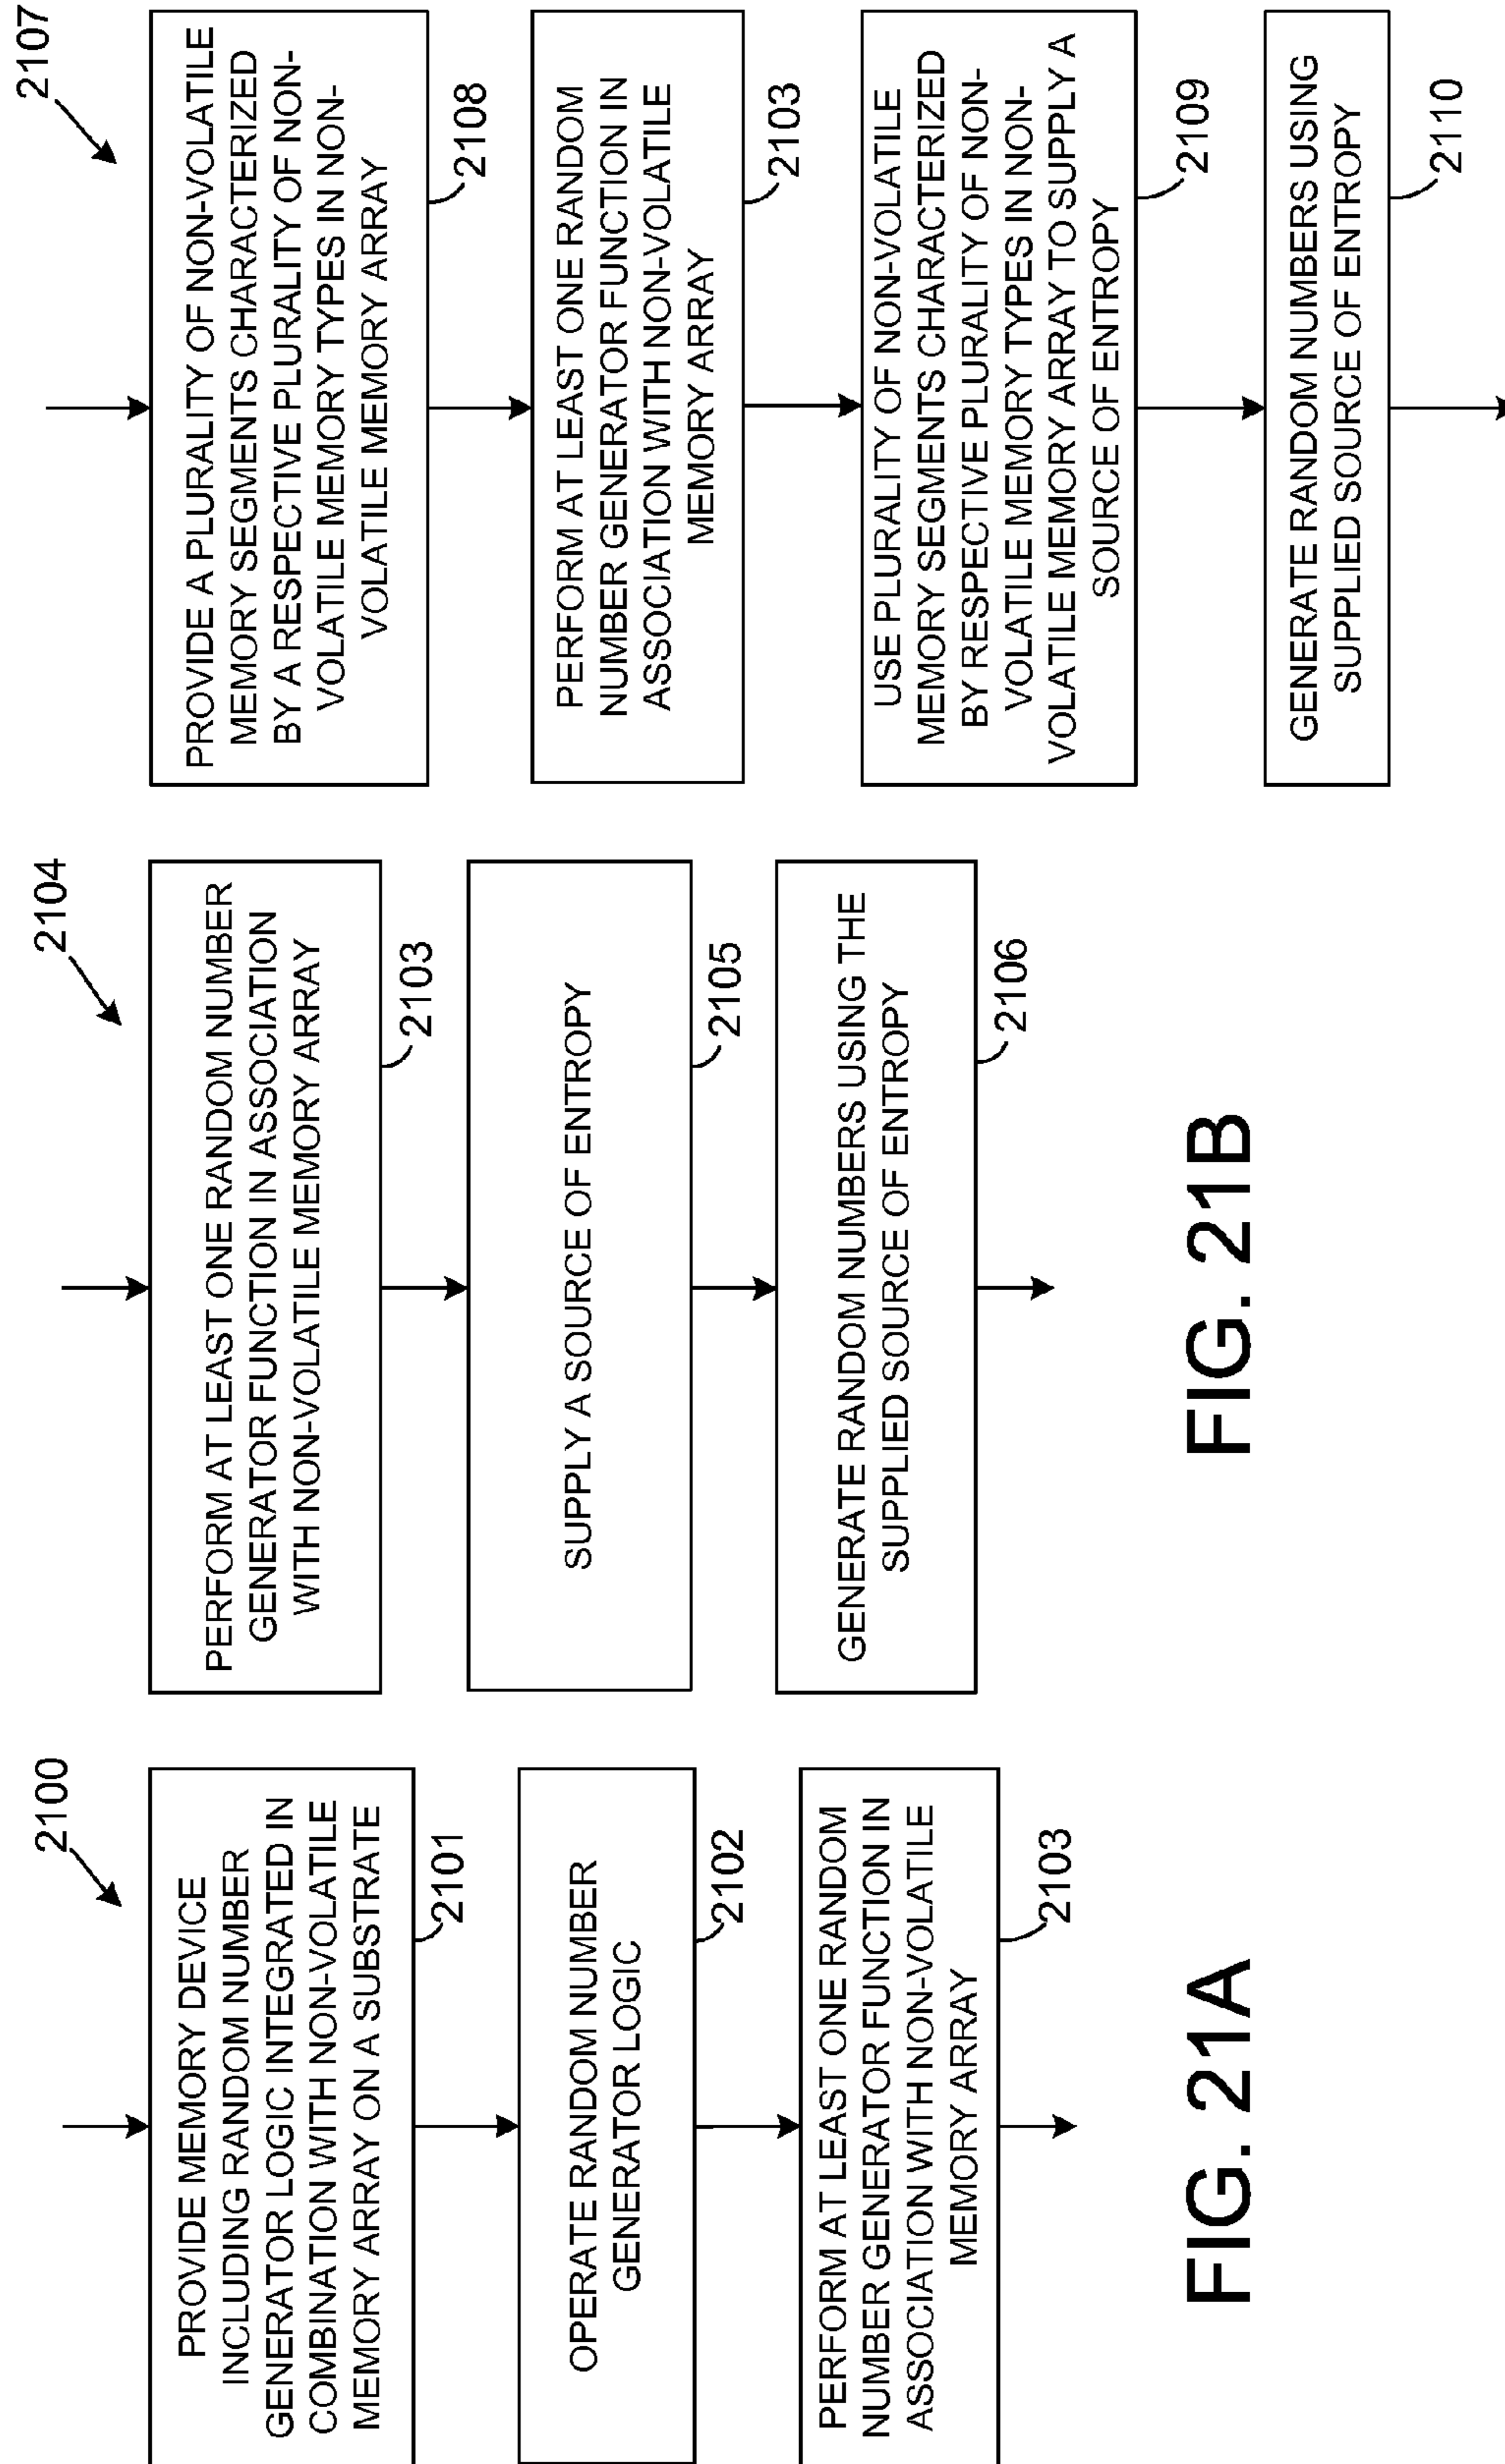 2100
PROVIDE MEMORY DEVICE
INCLUDING RANDOM NUMBER
GENERATOR LOGIC INTEGRATED IN
COMBINATION WITH NON-VOLATILE
MEMORY ARRAY ON A SUBSTRATE
2101
OPERATE RANDOM NUMBER
GENERATOR LOGIC
2102
PERFORM AT LEAST ONE RANDOM
NUMBER GENERATOR FUNCTION IN
ASSOCIATION WITH NON-VOLATILE
MEMORY ARRAY
2103
FIG. 21A
2104
PERFORM AT LEAST ONE RANDOM NUMBER
GENERATOR FUNCTION IN ASSOCIATION
WITH NON-VOLATILE MEMORY ARRAY
2103
SUPPLY A SOURCE OF ENTROPY
2105
GENERATE RANDOM NUMBERS USING THE
SUPPLIED SOURCE OF ENTROPY
2106
FIG. 21B
2107
PROVIDE A PLURALITY OF NON-VOLATILE
MEMORY SEGMENTS CHARACTERIZED
BY A RESPECTIVE PLURALITY OF NON-
VOLATILE MEMORY TYPES IN NON-
VOLATILE MEMORY ARRAY
2108
PERFORM AT LEAST ONE RANDOM
NUMBER GENERATOR FUNCTION IN
ASSOCIATION WITH NON-VOLATILE
MEMORY ARRAY
2103
USE PLURALITY OF NON-VOLATILE
MEMORY SEGMENTS CHARACTERIZED
BY RESPECTIVE PLURALITY OF NON-
VOLATILE MEMORY TYPES IN NON-
VOLATILE MEMORY ARRAY TO SUPPLY A
SOURCE OF ENTROPY
2109
GENERATE RANDOM NUMBERS USING
SUPPLIED SOURCE OF ENTROPY
2110